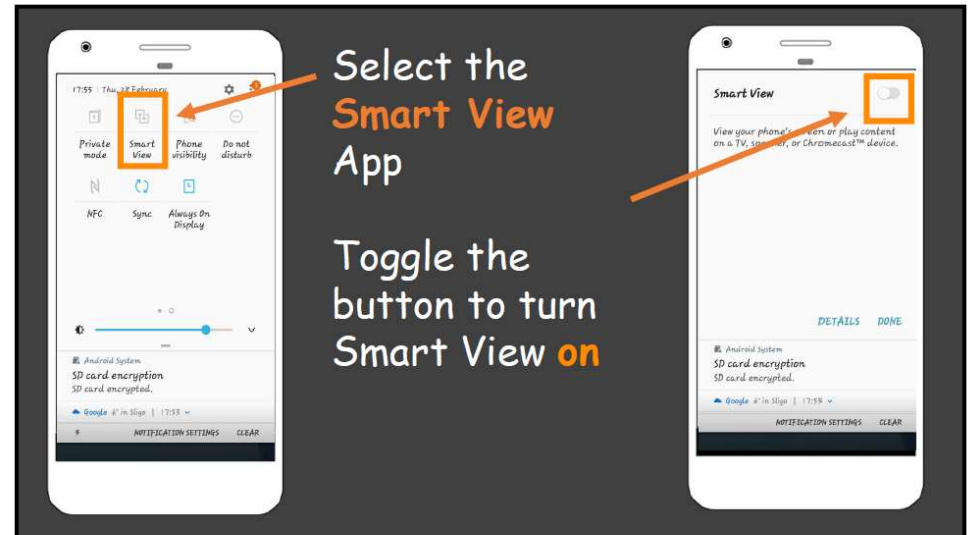 Select the
Smart View
App
Toggle the
button to turn
Smart View on
17:55 Thu, 28 February
Private mode
Smart View
Phone visibility
Do not disturb
NFC
Sync
Always On Display
Android System
SD card encryption
SD card encrypted.
Google 6° in Sligo | 17:53
NOTIFICATION SETTINGS CLEAR
Smart View
View your phone's screen or play content
on a TV, speaker, or Chromecast™ device.
DETAILS DONE
Android System
SD card encryption
SD card encrypted.
Google 6° in Sligo | 17:53
NOTIFICATION SETTINGS CLEAR